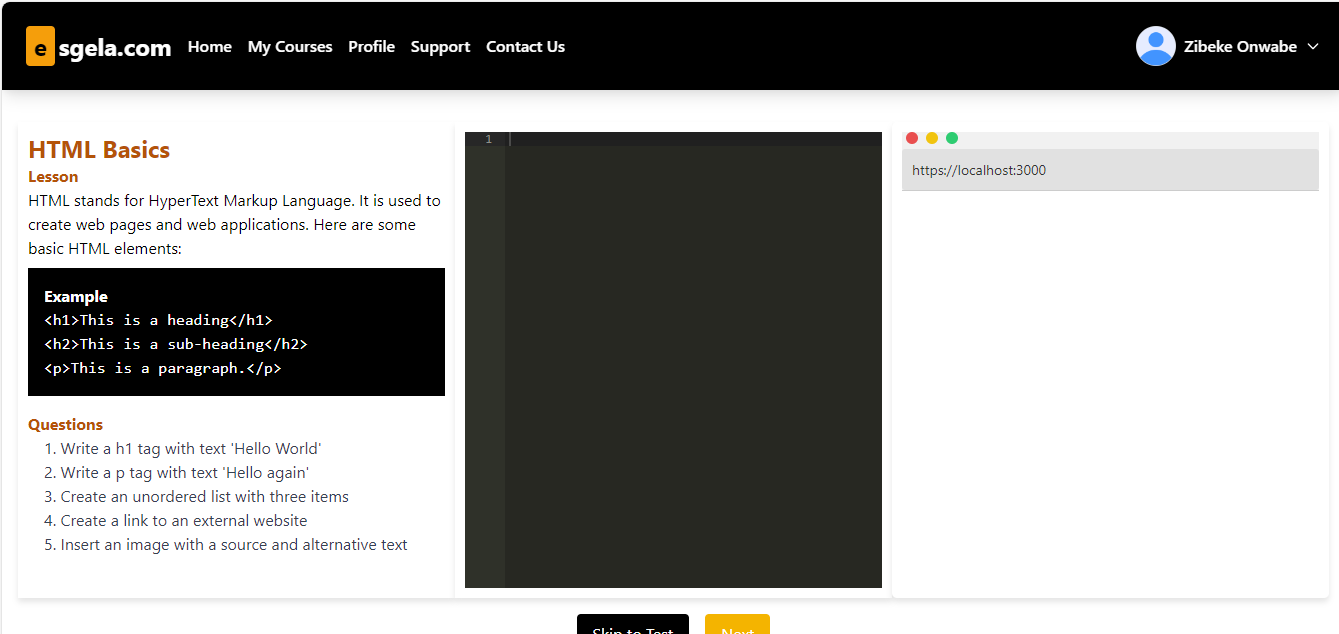 e sgela.com Home My Courses Profile Support Contact Us Zibeke Onwabe
HTML Basics
Lesson
HTML stands for HyperText Markup Language. It is used to
create web pages and web applications. Here are some
basic HTML elements:
Example
<h1>This is a heading</h1>
<h2>This is a sub-heading</h2>
<p>This is a paragraph.</p>
Questions
1. Write a h1 tag with text 'Hello World'
2. Write a p tag with text 'Hello again'
3. Create an unordered list with three items
4. Create a link to an external website
5. Insert an image with a source and alternative text
1
https://localhost:3000
Skip to Test Next